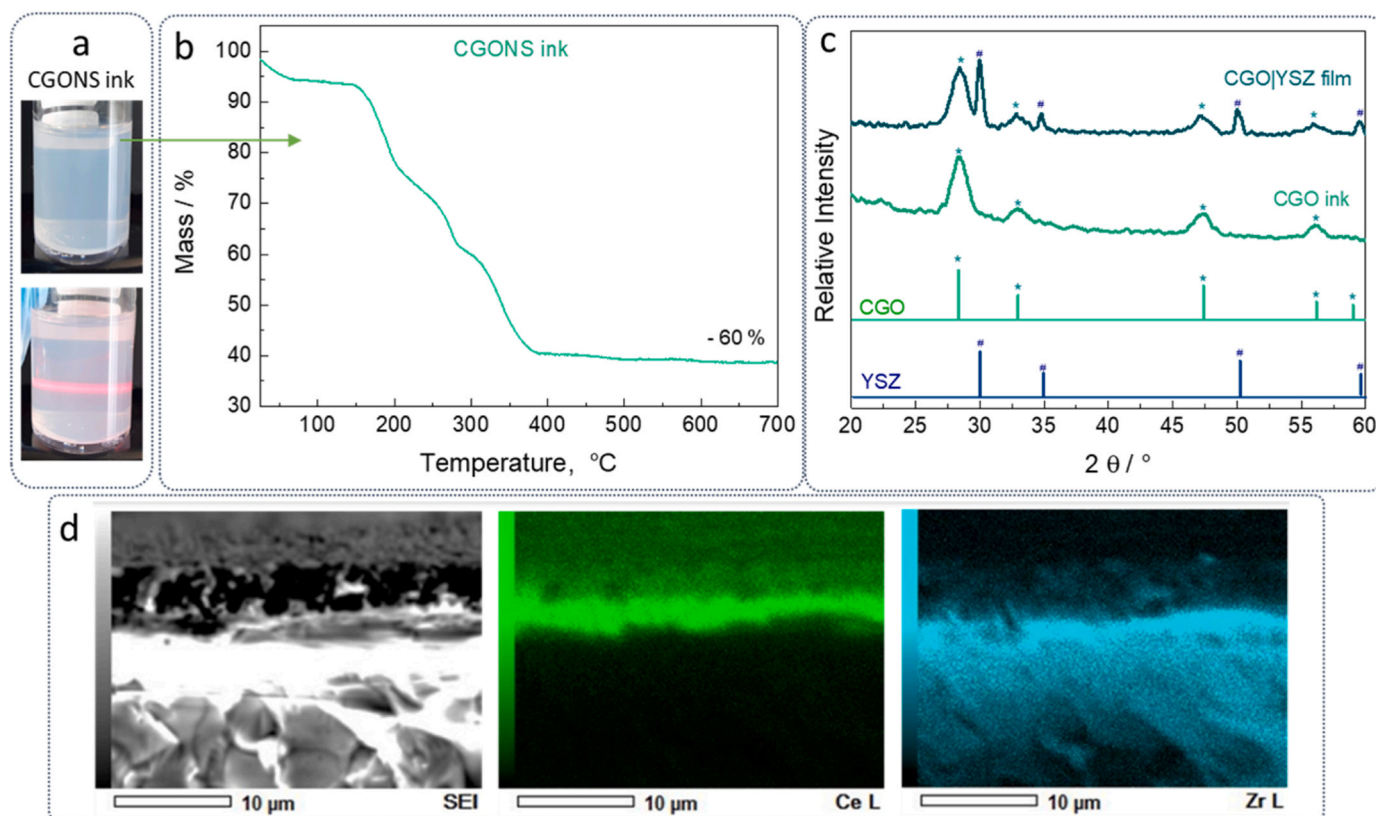 a
CGONS ink
b
CGONS ink
100
90
80
70
60
50
40
30
Mass / %
- 60 %
100 200 300 400 500 600 700
Temperature, °C
c
Relative Intensity
* # * # * # * #
CGO|YSZ film
* * * *
CGO ink
* * * * *
CGO
# # # #
YSZ
20 25 30 35 40 45 50 55 60
2 θ / °
d
10 µm SEI
10 µm Ce L
10 µm Zr L